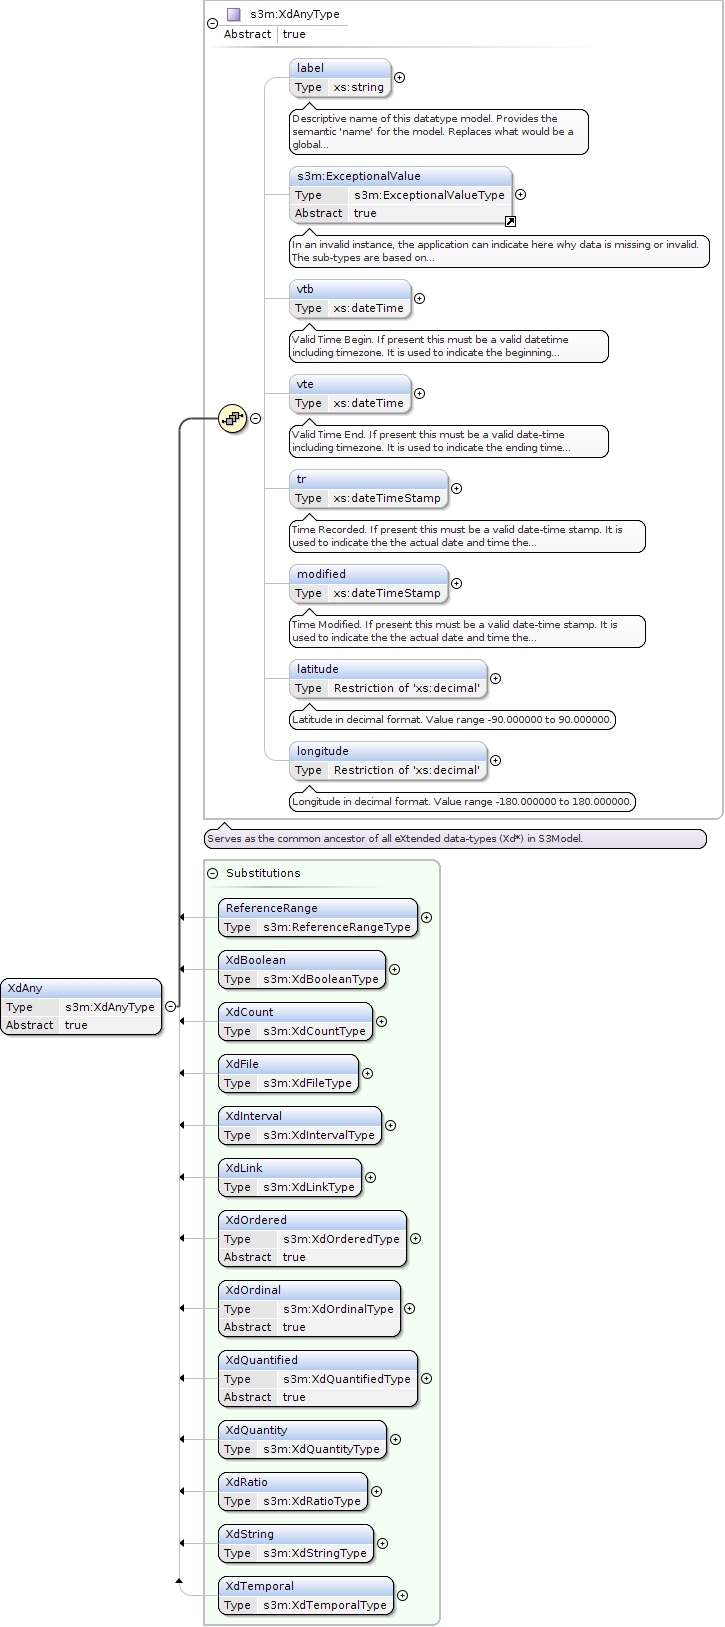 s3m:XdAnyType
Abstract true
label
Type xs:string
Descriptive name of this datatype model. Provides the
semantic 'name' for the model. Replaces what would be a
global...
s3m:ExceptionalValue
Type s3m:ExceptionalValueType
Abstract true
In an invalid instance, the application can indicate here why data is missing or invalid.
The sub-types are based on...
vtb
Type xs:dateTime
Valid Time Begin. If present this must be a valid datetime
including timezone. It is used to indicate the beginning...
vte
Type xs:dateTime
Valid Time End. If present this must be a valid date-time
including timezone. It is used to indicate the ending time...
tr
Type xs:dateTimeStamp
Time Recorded. If present this must be a valid date-time stamp. It is
used to indicate the the actual date and time the...
modified
Type xs:dateTimeStamp
Time Modified. If present this must be a valid date-time stamp. It is
used to indicate the the actual date and time the...
latitude
Type Restriction of 'xs:decimal'
Latitude in decimal format. Value range -90.000000 to 90.000000.
longitude
Type Restriction of 'xs:decimal'
Longitude in decimal format. Value range -180.000000 to 180.000000.
Serves as the common ancestor of all eXtended data-types (Xd*) in S3Model.
XdAny
Type s3m:XdAnyType
Abstract true
Substitutions
ReferenceRange
Type s3m:ReferenceRangeType
XdBoolean
Type s3m:XdBooleanType
XdCount
Type s3m:XdCountType
XdFile
Type s3m:XdFileType
XdInterval
Type s3m:XdIntervalType
XdLink
Type s3m:XdLinkType
XdOrdered
Type s3m:XdOrderedType
Abstract true
XdOrdinal
Type s3m:XdOrdinalType
Abstract true
XdQuantified
Type s3m:XdQuantifiedType
Abstract true
XdQuantity
Type s3m:XdQuantityType
XdRatio
Type s3m:XdRatioType
XdString
Type s3m:XdStringType
XdTemporal
Type s3m:XdTemporalType